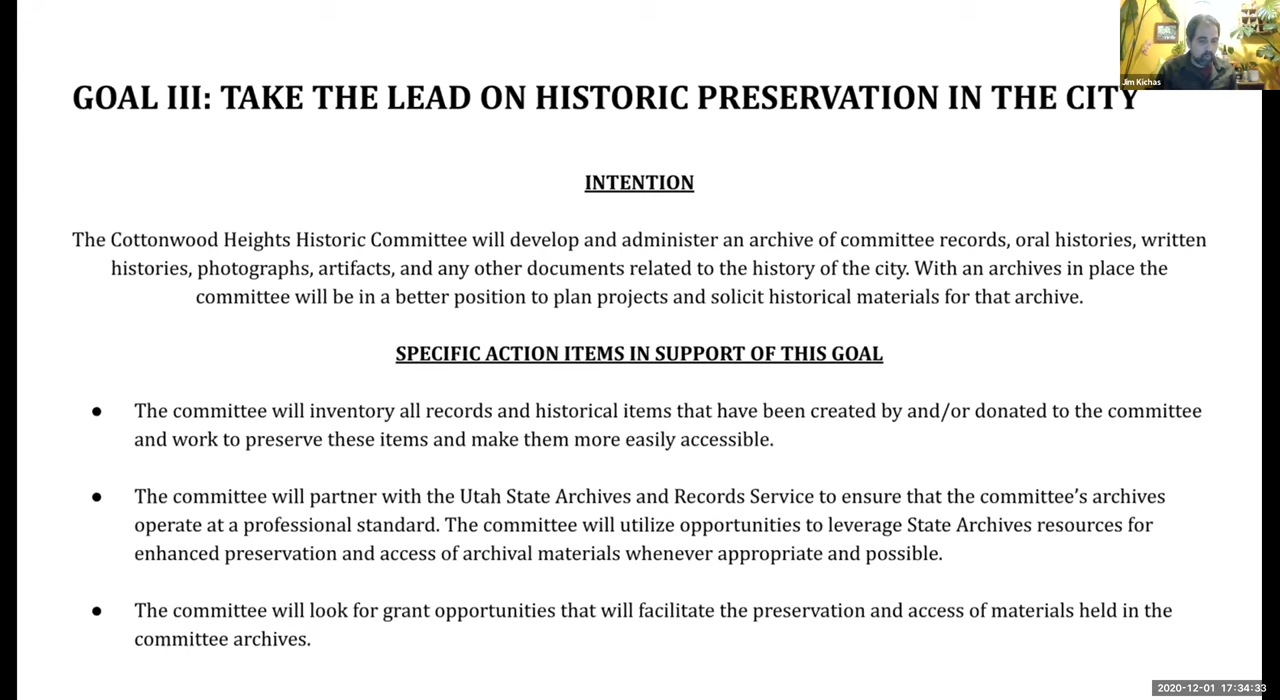 Jim Kichas
GOAL III: TAKE THE LEAD ON HISTORIC PRESERVATION IN THE CITY
INTENTION
The Cottonwood Heights Historic Committee will develop and administer an archive of committee records, oral histories, written
histories, photographs, artifacts, and any other documents related to the history of the city. With an archives in place the
committee will be in a better position to plan projects and solicit historical materials for that archive.
SPECIFIC ACTION ITEMS IN SUPPORT OF THIS GOAL
● The committee will inventory all records and historical items that have been created by and/or donated to the committee
and work to preserve these items and make them more easily accessible.
● The committee will partner with the Utah State Archives and Records Service to ensure that the committee’s archives
operate at a professional standard. The committee will utilize opportunities to leverage State Archives resources for
enhanced preservation and access of archival materials whenever appropriate and possible.
● The committee will look for grant opportunities that will facilitate the preservation and access of materials held in the
committee archives.
2020-12-01 17:34:33